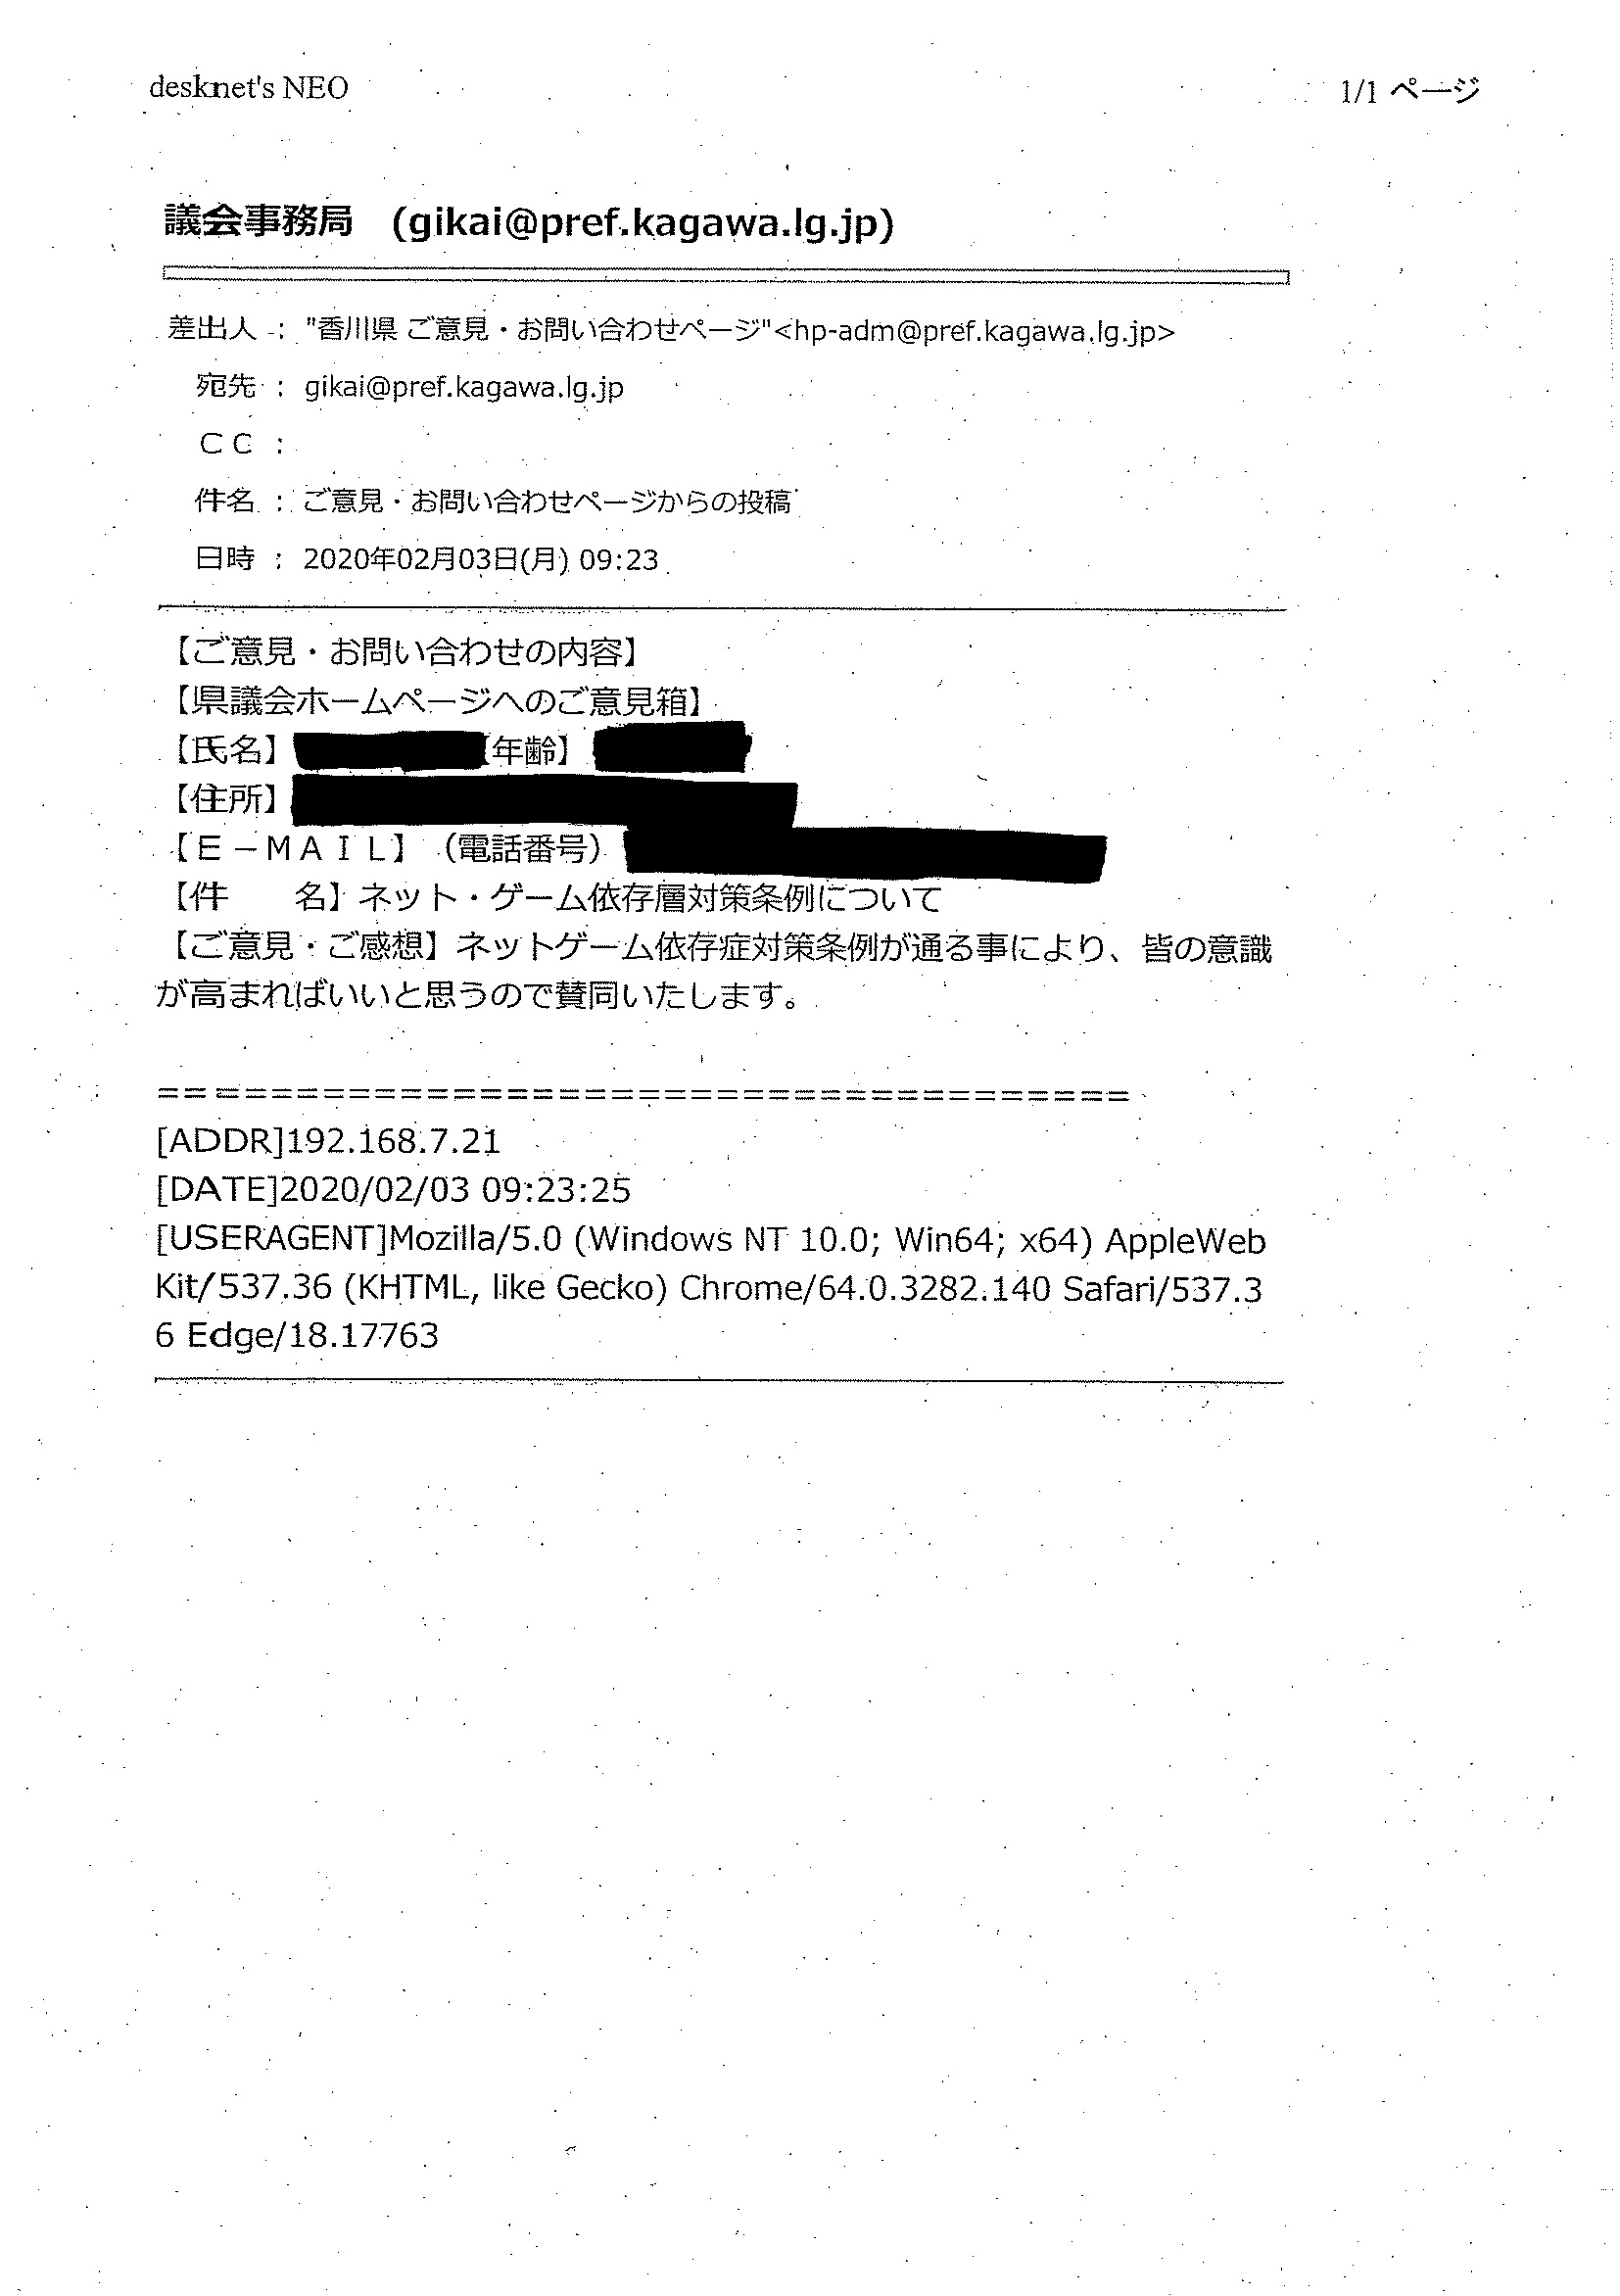 desknet's NEO
1/1 ページ
議会事務局　(gikai@pref.kagawa.lg.jp)
差出人 : "香川県 ご意見・お問い合わせページ"<hp-adm@pref.kagawa.lg.jp>
宛先 : gikai@pref.kagawa.lg.jp
ＣＣ :
件名 : ご意見・お問い合わせページからの投稿
日時 : 2020年02月03日(月) 09:23
【ご意見・お問い合わせの内容】
【県議会ホームページへのご意見箱】
【氏名】 【年齢】
【住所】
【Ｅ－ＭＡＩＬ】（電話番号）
【件　　名】ネット・ゲーム依存層対策条例について
【ご意見・ご感想】ネットゲーム依存症対策条例が通る事により、皆の意識
が高まればいいと思うので賛同いたします。
=====================================
[ADDR]192.168.7.21
[DATE]2020/02/03 09:23:25
[USERAGENT]Mozilla/5.0 (Windows NT 10.0; Win64; x64) AppleWeb
Kit/537.36 (KHTML, like Gecko) Chrome/64.0.3282.140 Safari/537.3
6 Edge/18.17763